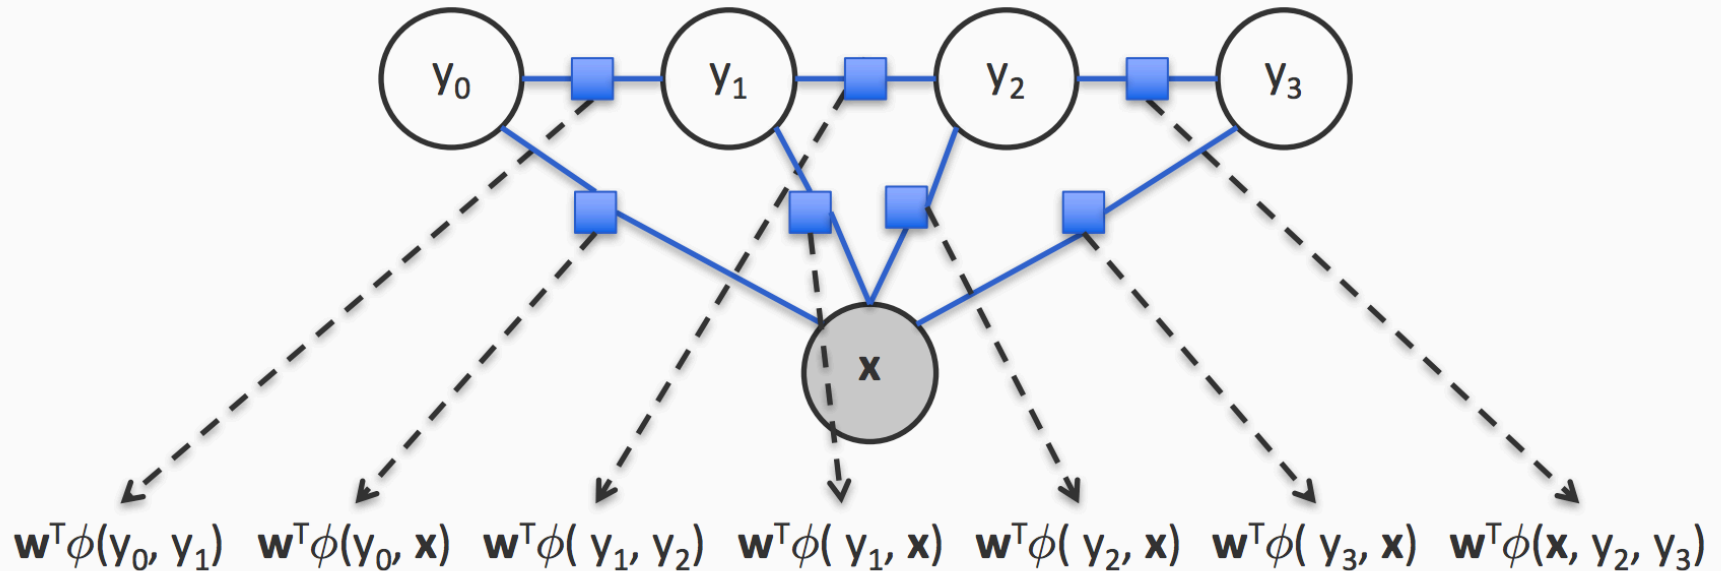 y₀ y₁ y₂ y₃
x
wᵀϕ(y₀, y₁) wᵀϕ(y₀, x) wᵀϕ( y₁, y₂) wᵀϕ( y₁, x) wᵀϕ( y₂, x) wᵀϕ( y₃, x) wᵀϕ(x, y₂, y₃)